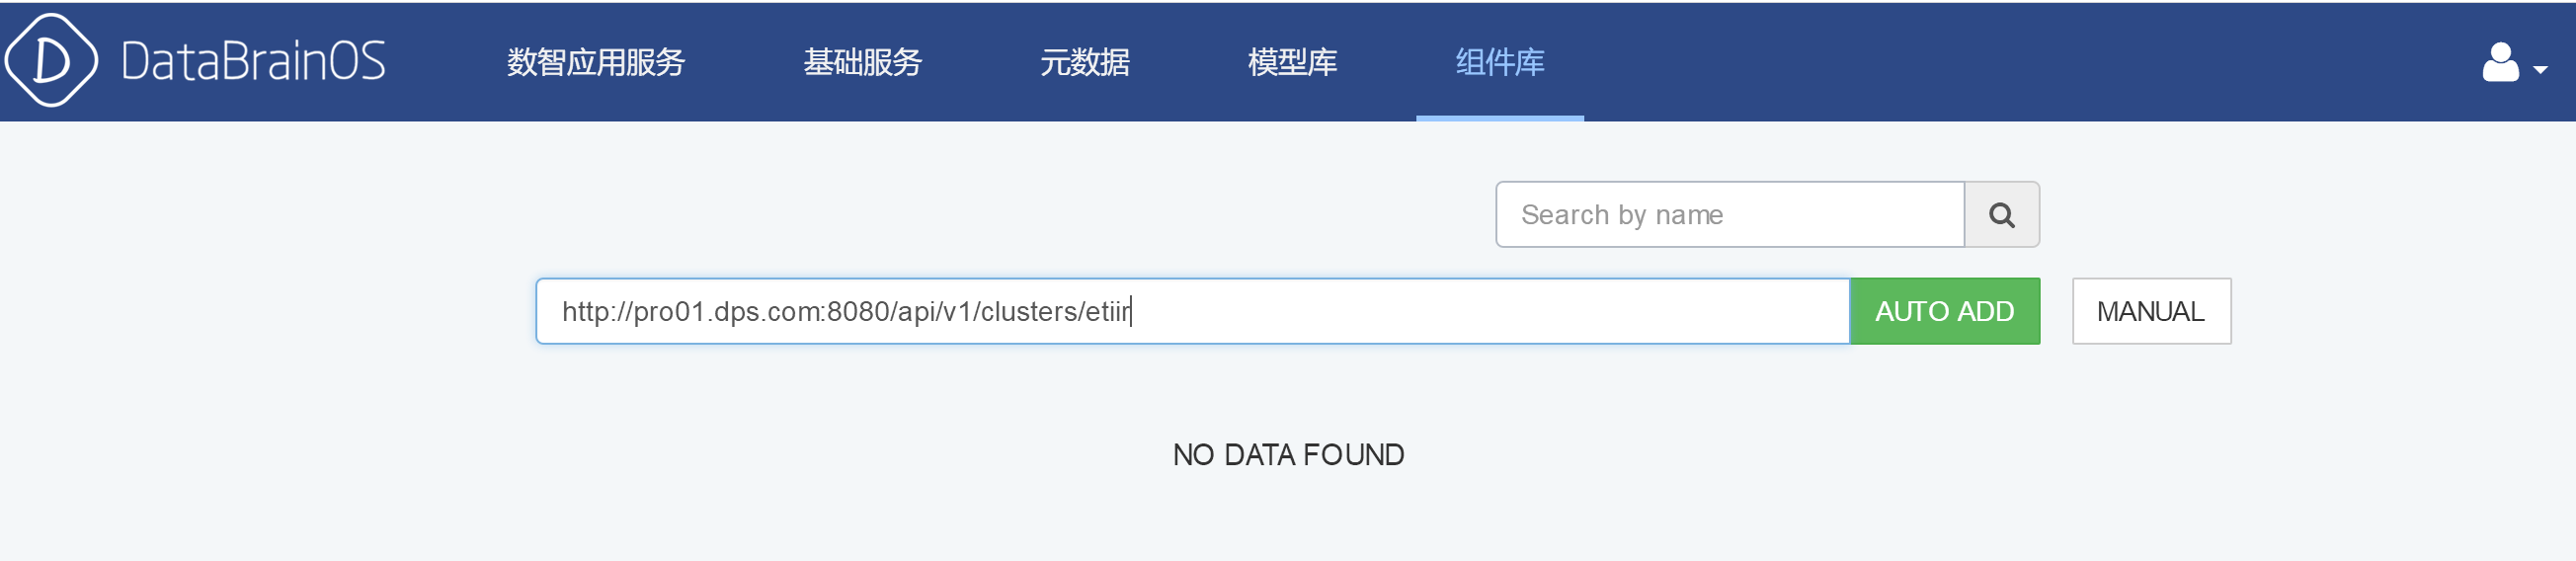 DataBrainOS 数智应用服务 基础服务 元数据 模型库 组件库
Search by name
http://pro01.dps.com:8080/api/v1/clusters/etiir AUTO ADD MANUAL
NO DATA FOUND